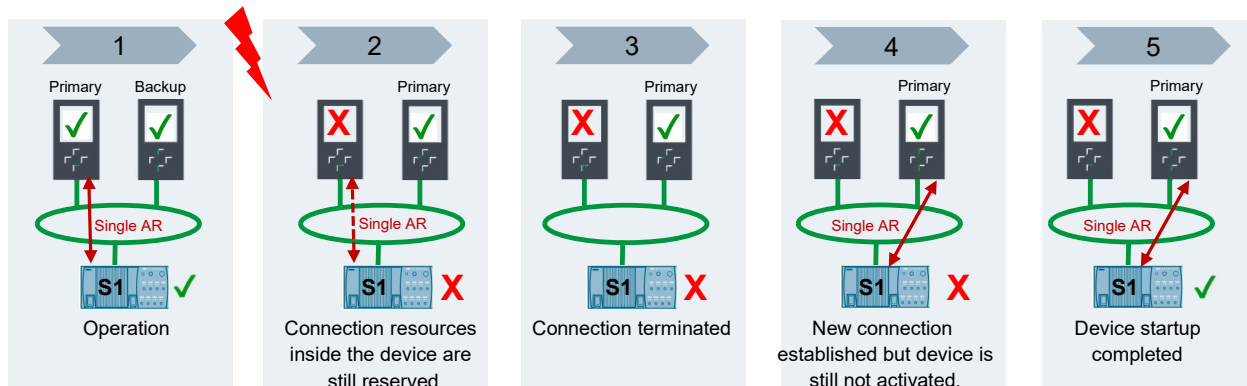 1
Primary
Backup
Single AR
S1
Operation
2
Primary
Single AR
S1
Connection resources
inside the device are
still reserved
3
Primary
S1
Connection terminated
4
Primary
Single AR
S1
New connection
established but device is
still not activated.
5
Primary
Single AR
S1
Device startup
completed